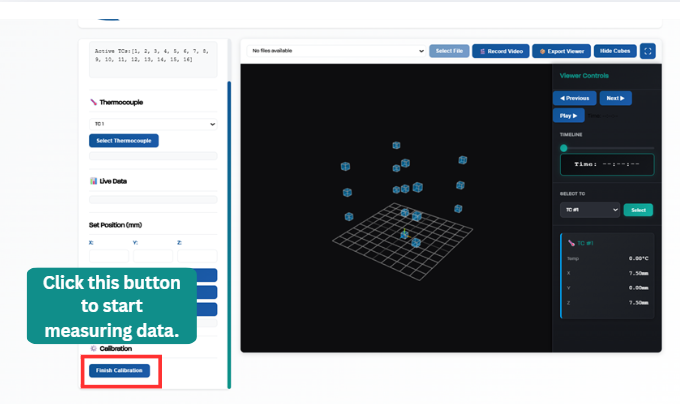 Active TCs:[1, 2, 3, 4, 5, 6, 7, 8,
9, 10, 11, 12, 13, 14, 15, 16]
Thermocouple
TC 1
Select Thermocouple
Live Data
Set Position (mm)
X: Y: Z:
Click this button
to start
measuring data.
Calibration
Finish Calibration
No files available
Select File
Record Video
Export Viewer
Hide Cubes
Viewer Controls
◀ Previous
Next ▶
Play ▶
TIMELINE
Time: --:--:--
SELECT TC
TC #1
Select
TC #1
Temp 0.00°C
X 7.50mm
Y 0.00mm
Z 7.50mm